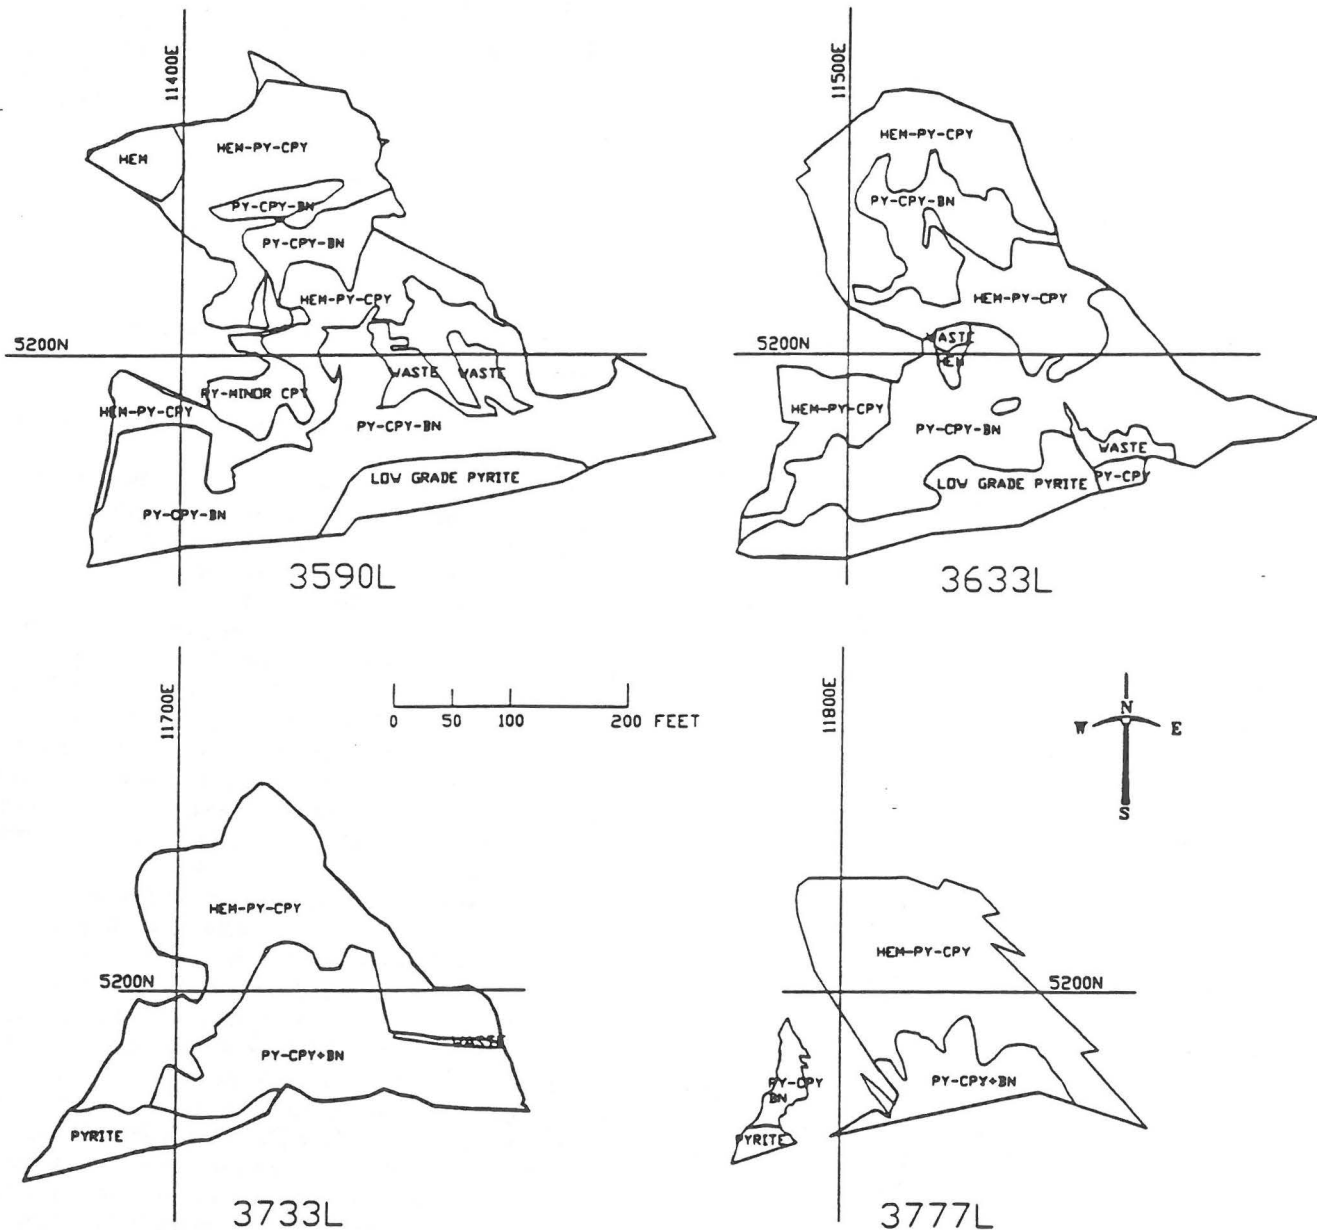 11400E
HEM
HEM-PY-CPY
PY-CPY-BN
PY-CPY-BN
HEM-PY-CPY
5200N
WASTE
WASTE
PY-MINOR CPY
HEM-PY-CPY
PY-CPY-BN
LOW GRADE PYRITE
PY-CPY-BN
3590L
11500E
HEM-PY-CPY
PY-CPY-BN
HEM-PY-CPY
WASTE
5200N
HEM
HEM-PY-CPY
PY-CPY-BN
WASTE
LOW GRADE PYRITE
PY-CPY
3633L
11700E
0 50 100 200 FEET
HEM-PY-CPY
5200N
WASTE
PY-CPY+BN
PYRITE
3733L
11800E
N
W E
S
HEM-PY-CPY
5200N
PY-CPY
BN
PY-CPY+BN
PYRITE
3777L